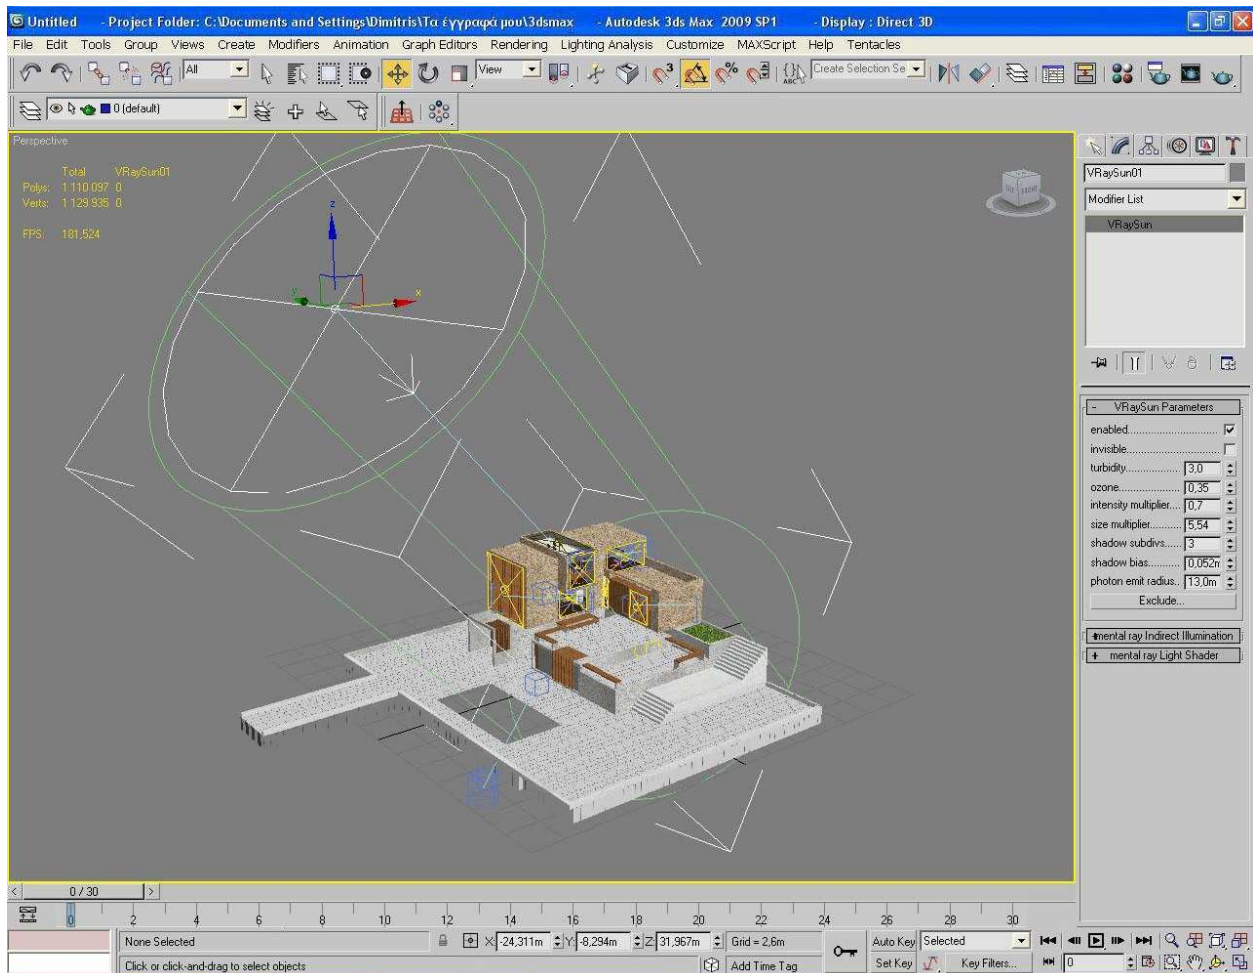 Untitled - Project Folder: C:\Documents and Settings\Dimitris\Τα έγγραφά μου\3dsmax - Autodesk 3ds Max 2009 SP1 - Display : Direct 3D
File Edit Tools Group Views Create Modifiers Animation Graph Editors Rendering Lighting Analysis Customize MAXScript Help Tentacles
All View 3 % ABC Create Selection Se
0 (default)
Perspective
Total VRaySun01
Polys: 1 110 097 0
Verts: 1 129 935 0
FPS: 181,524
z
y
x
FRONT
VRaySun01
Modifier List
VRaySun
- VRaySun Parameters
enabled
invisible
turbidity 3,0
ozone 0,35
intensity multiplier 0,7
size multiplier 5,54
shadow subdivs 3
shadow bias 0,052m
photon emit radius 13,0m
Exclude...
+ mental ray Indirect Illumination
+ mental ray Light Shader
< 0 / 30 >
0 2 4 6 8 10 12 14 16 18 20 22 24 26 28 30
None Selected X: -24,311m Y: -8,294m Z: 31,967m Grid = 2,6m Auto Key Selected
Click or click-and-drag to select objects Add Time Tag Set Key Key Filters... 0